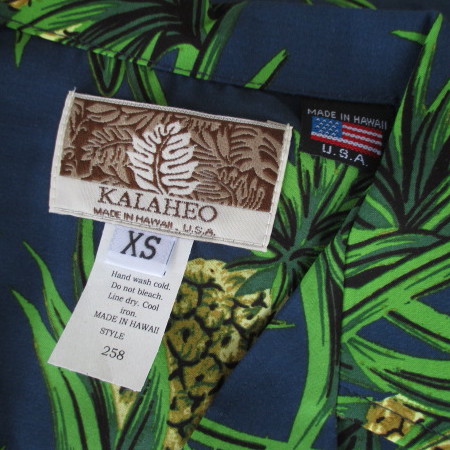 KALAHEO
MADE IN HAWAII . U.S.A.
XS
Hand wash cold.
Do not bleach.
Line dry. Cool
iron.
MADE IN HAWAII
STYLE
258
MADE IN HAWAII
U.S.A.